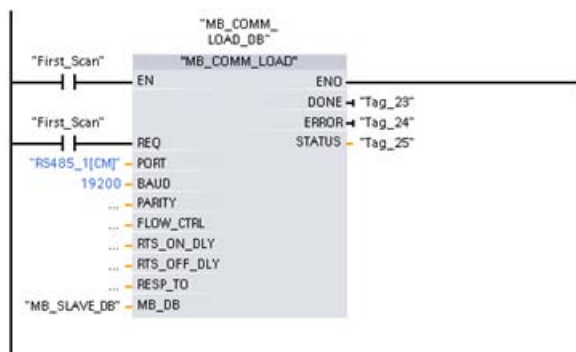 "MB_COMM_
LOAD_DB"
"First_Scan" "MB_COMM_LOAD"
EN ENO
DONE "Tag_23"
"First_Scan" ERROR "Tag_24"
REQ STATUS "Tag_25"
"RS485_1[CM]" PORT
19200 BAUD
... PARITY
... FLOW_CTRL
... RTS_ON_DLY
... RTS_OFF_DLY
... RESP_TO
"MB_SLAVE_DB" MB_DB